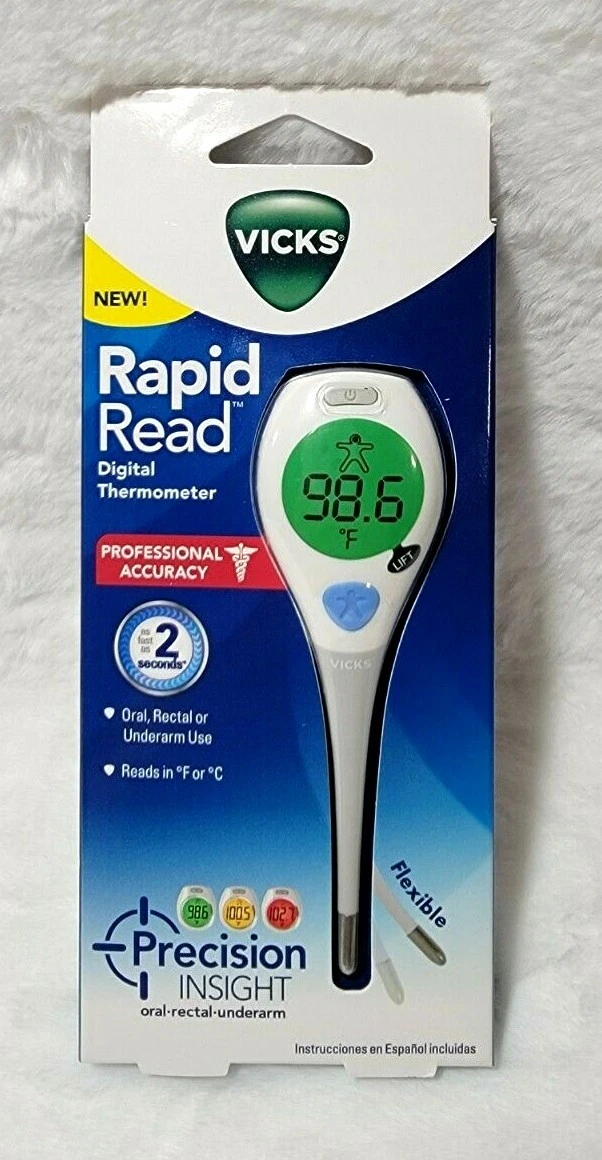 VICKS®
NEW!
Rapid
Read™
Digital
Thermometer
98.6
°F
LIFT
PROFESSIONAL
ACCURACY
as
fast
as
2
seconds*
VICKS
Oral, Rectal or
Underarm Use
Reads in °F or °C
Flexible
98.6 100.5 102.7
Precision
INSIGHT
oral·rectal·underarm
Instrucciones en Español incluidas